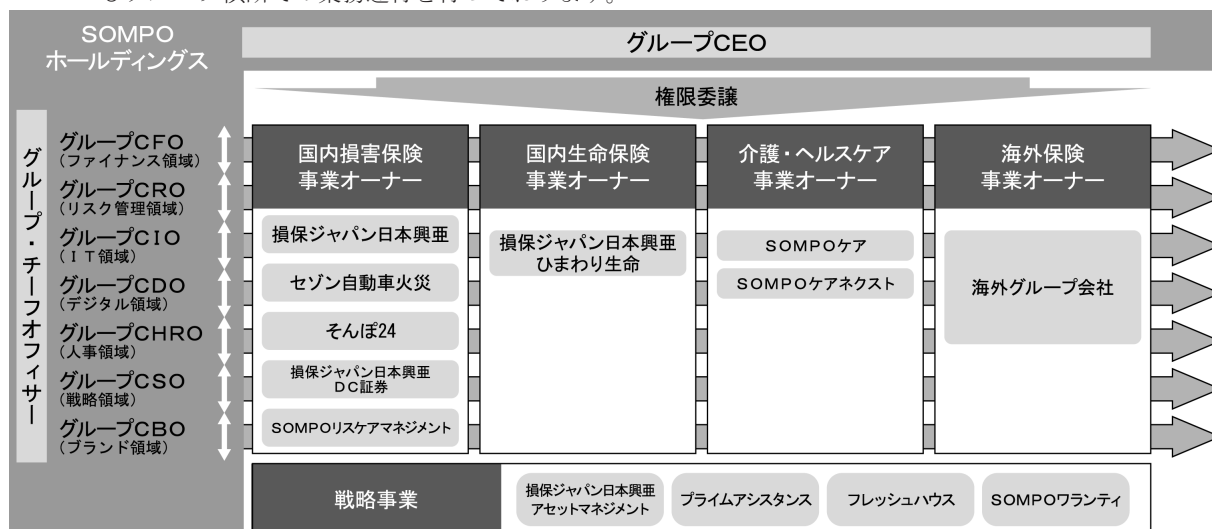 SOMPO
ホールディングス
グループCEO
権限委譲
グループ・チーフオフィサー
グループCFO
(ファイナンス領域)
グループCRO
(リスク管理領域)
グループCIO
(IT領域)
グループCDO
(デジタル領域)
グループCHRO
(人事領域)
グループCSO
(戦略領域)
グループCBO
(ブランド領域)
国内損害保険
事業オーナー
損保ジャパン日本興亜
セゾン自動車火災
そんぽ24
損保ジャパン日本興亜
DC証券
SOMPOリスケアマネジメント
国内生命保険
事業オーナー
損保ジャパン日本興亜
ひまわり生命
介護・ヘルスケア
事業オーナー
SOMPOケア
SOMPOケアネクスト
海外保険
事業オーナー
海外グループ会社
戦略事業
損保ジャパン日本興亜
アセットマネジメント
プライムアシスタンス
フレッシュハウス
SOMPOワランティ